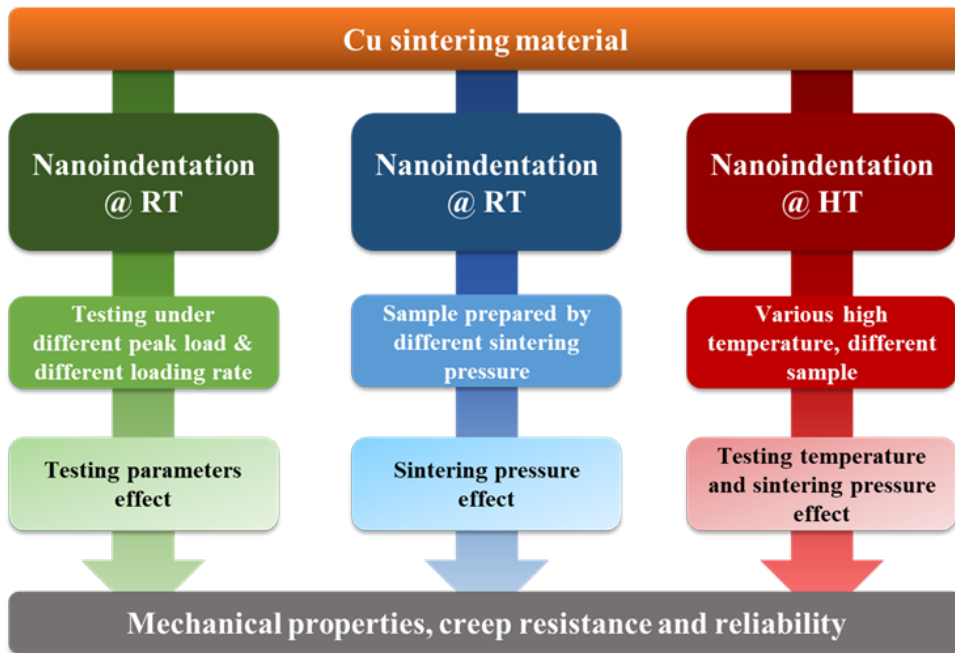 Cu sintering material
Nanoindentation
@ RT
Nanoindentation
@ RT
Nanoindentation
@ HT
Testing under
different peak load &
different loading rate
Sample prepared by
different sintering
pressure
Various high
temperature, different
sample
Testing parameters
effect
Sintering pressure
effect
Testing temperature
and sintering pressure
effect
Mechanical properties, creep resistance and reliability